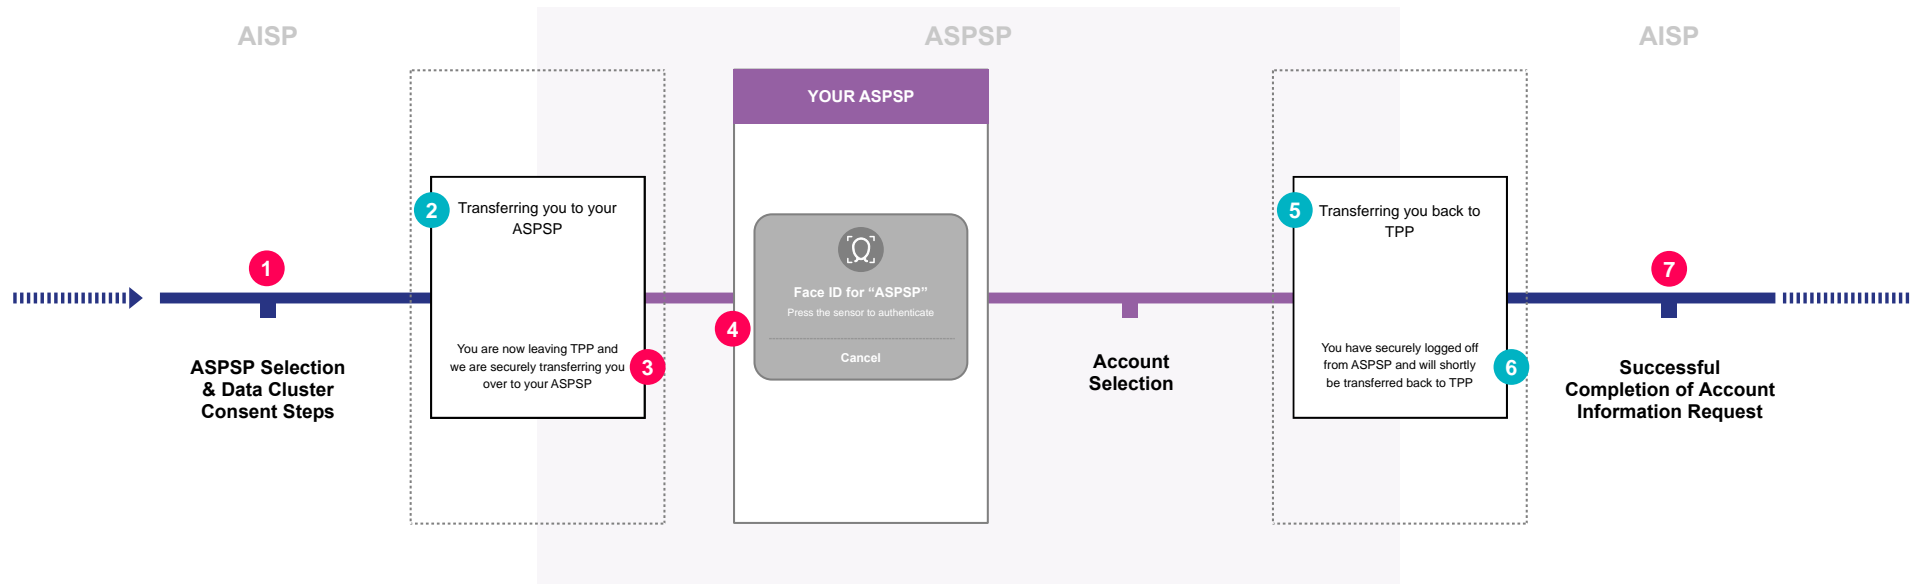 AISP
ASPSP
AISP
YOUR ASPSP
1
ASPSP Selection
& Data Cluster
Consent Steps
2
Transferring you to your
ASPSP
You are now leaving TPP and
we are securely transferring you
over to your ASPSP
3
4
Face ID for “ASPSP”
Press the sensor to authenticate
Cancel
Account
Selection
5
Transferring you back to
TPP
You have securely logged off
from ASPSP and will shortly
be transferred back to TPP
6
7
Successful
Completion of Account
Information Request